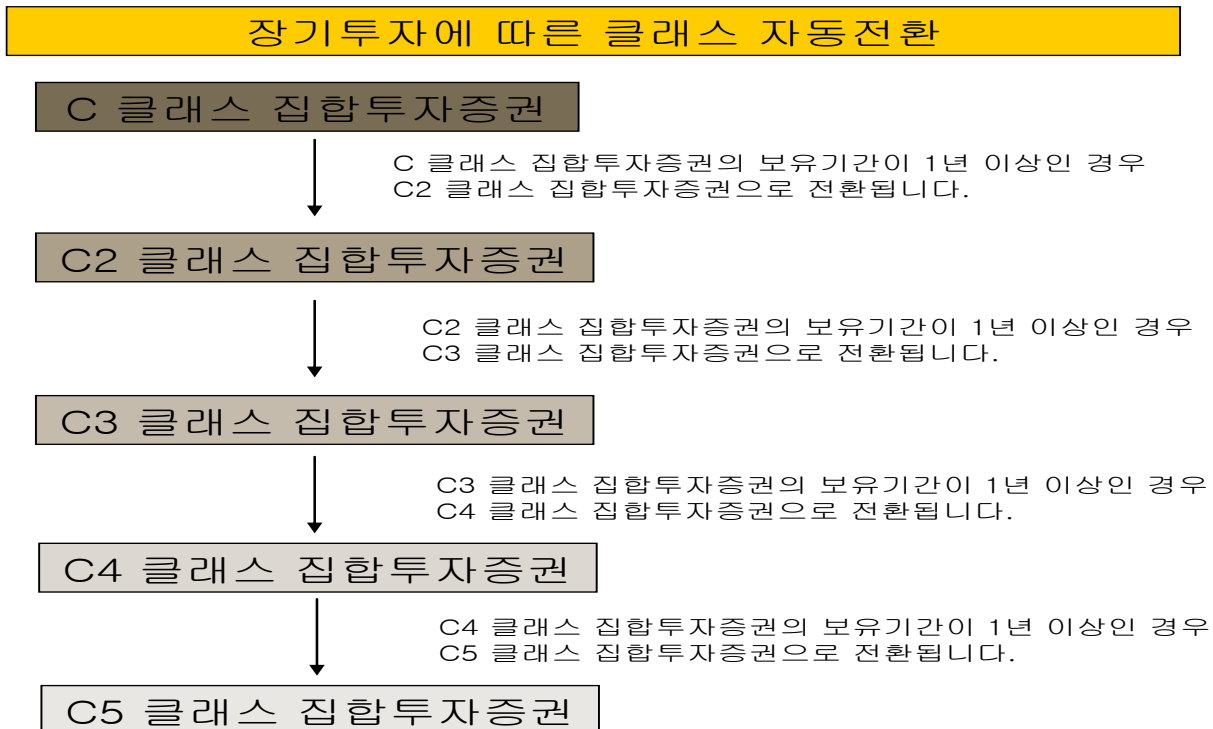 장기투자에 따른 클래스 자동전환
C 클래스 집합투자증권
C 클래스 집합투자증권의 보유기간이 1년 이상인 경우
C2 클래스 집합투자증권으로 전환됩니다.
C2 클래스 집합투자증권
C2 클래스 집합투자증권의 보유기간이 1년 이상인 경우
C3 클래스 집합투자증권으로 전환됩니다.
C3 클래스 집합투자증권
C3 클래스 집합투자증권의 보유기간이 1년 이상인 경우
C4 클래스 집합투자증권으로 전환됩니다.
C4 클래스 집합투자증권
C4 클래스 집합투자증권의 보유기간이 1년 이상인 경우
C5 클래스 집합투자증권으로 전환됩니다.
C5 클래스 집합투자증권